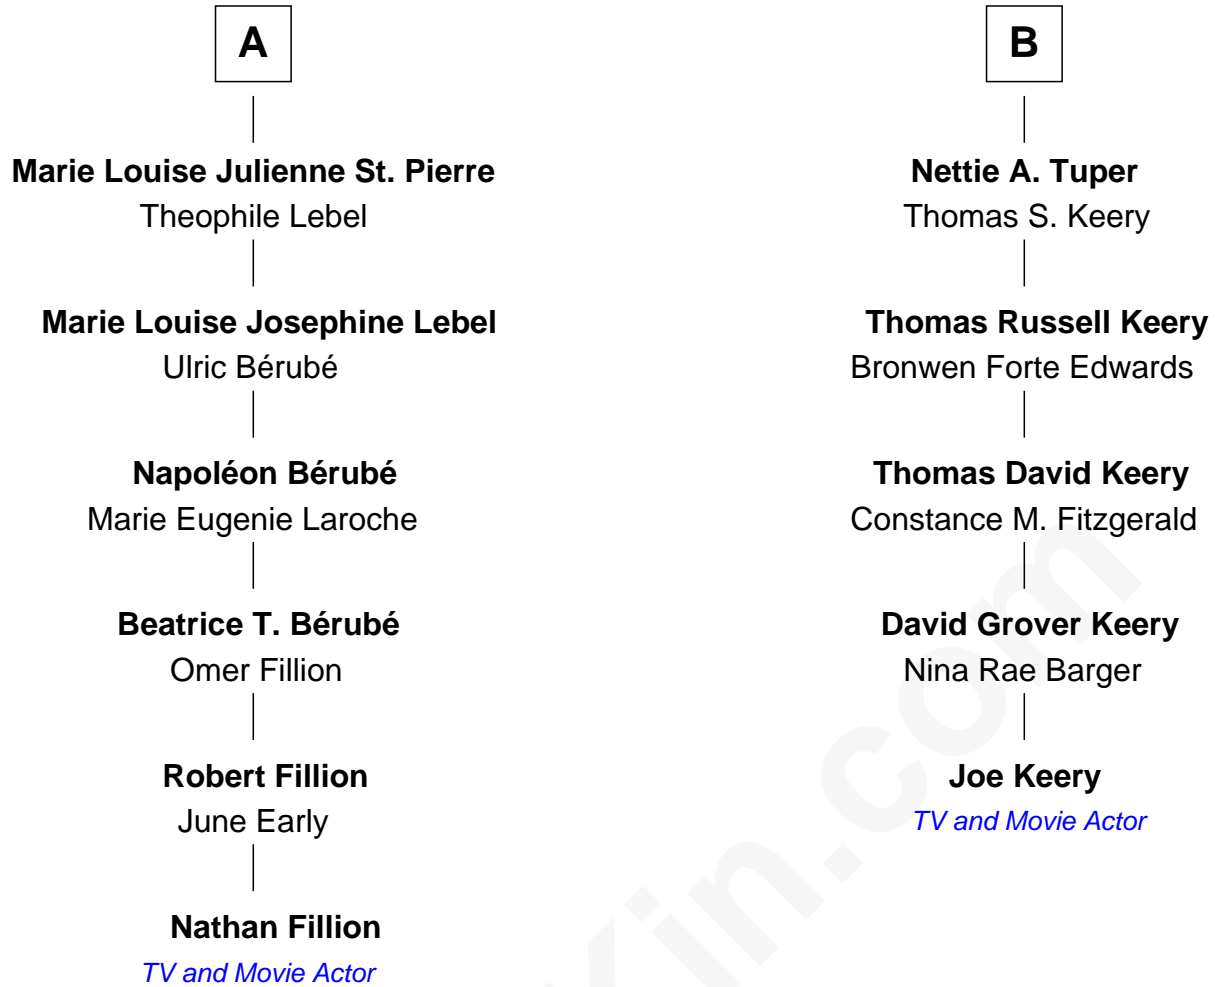 A
Marie Louise Julienne St. Pierre
Theophile Lebel
Marie Louise Josephine Lebel
Ulric Bérubé
Napoléon Bérubé
Marie Eugenie Laroche
Beatrice T. Bérubé
Omer Fillion
Robert Fillion
June Early
Nathan Fillion
TV and Movie Actor
B
Nettie A. Tuper
Thomas S. Keery
Thomas Russell Keery
Bronwen Forte Edwards
Thomas David Keery
Constance M. Fitzgerald
David Grover Keery
Nina Rae Barger
Joe Keery
TV and Movie Actor
Kin.com